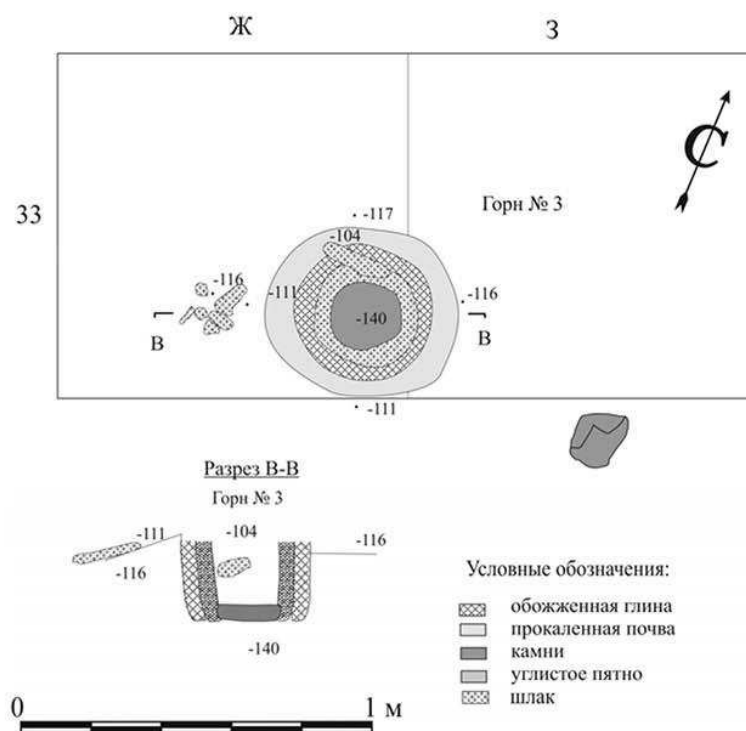 Ж З
С
33
Горн № 3
-117
-104
-116
-111
-116
-140
В В
-111
Разрез В-В
Горн № 3
-111 -104 -116
-116
-140
Условные обозначения:
обожженная глина
прокаленная почва
камни
углистое пятно
шлак
0 1 м